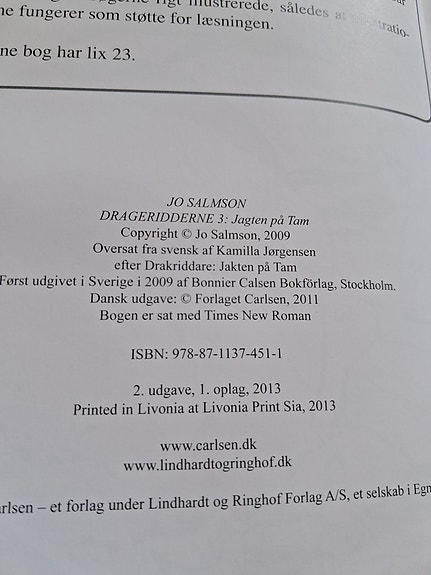 rigt illustrerede, således
fungerer som støtte for læsningen.
ne bog har lix 23.
JO SALMSON
DRAGERIDDERNE 3: Jagten på Tam
Copyright © Jo Salmson, 2009
Oversat fra svensk af Kamilla Jørgensen
efter Drakriddare: Jakten på Tam
Først udgivet i Sverige i 2009 af Bonnier Calsen Bokförlag, Stockholm.
Dansk udgave: © Forlaget Carlsen, 2011
Bogen er sat med Times New Roman
ISBN: 978-87-1137-451-1
2. udgave, 1. oplag, 2013
Printed in Livonia at Livonia Print Sia, 2013
www.carlsen.dk
www.lindhardtogringhof.dk
arlsen – et forlag under Lindhardt og Ringhof Forlag A/S, et selskab i Egm